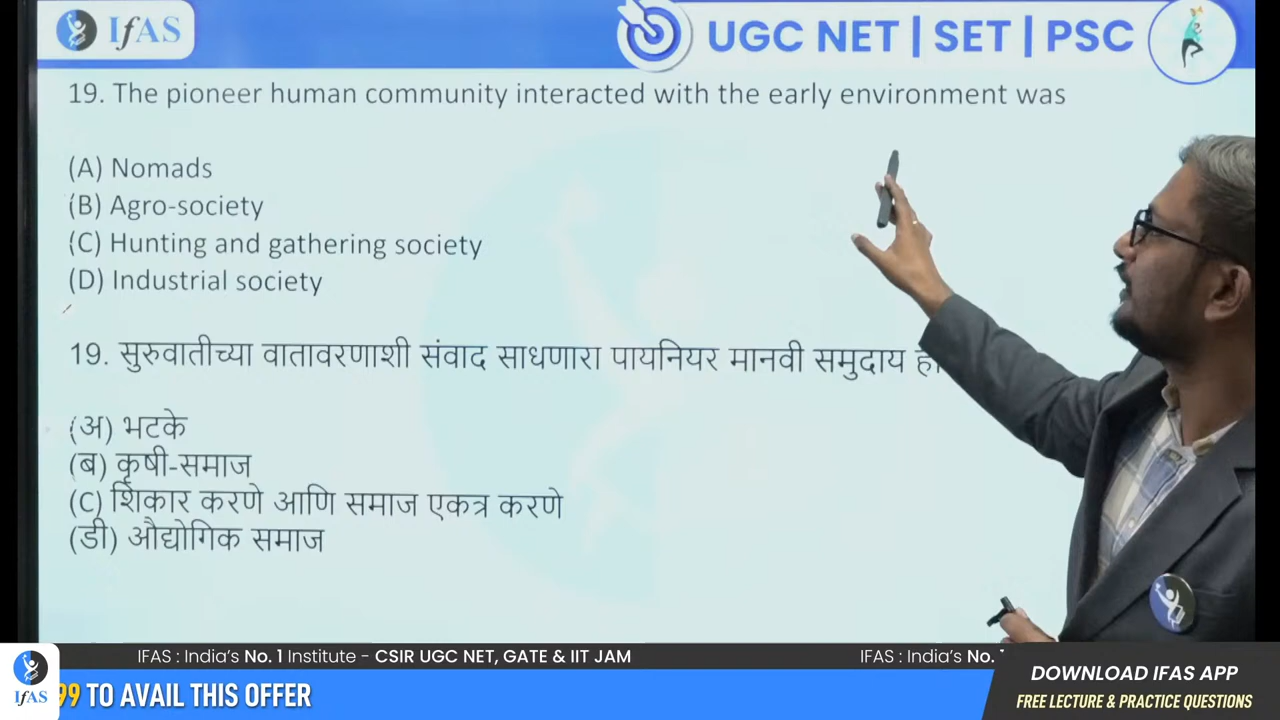 IfAS
UGC NET | SET | PSC
19. The pioneer human community interacted with the early environment was
(A) Nomads
(B) Agro-society
(C) Hunting and gathering society
(D) Industrial society
19. सुरुवातीच्या वातावरणाशी संवाद साधणारा पायनियर मानवी समुदाय
(अ) भटके
(ब) कृषी-समाज
(C) शिकार करणे आणि समाज एकत्र करणे
(डी) औद्योगिक समाज
IFAS : India's No. 1 Institute - CSIR UGC NET, GATE & IIT JAM
IFAS : India's No.
IfAS
99 TO AVAIL THIS OFFER
DOWNLOAD IFAS APP
FREE LECTURE & PRACTICE QUESTIONS